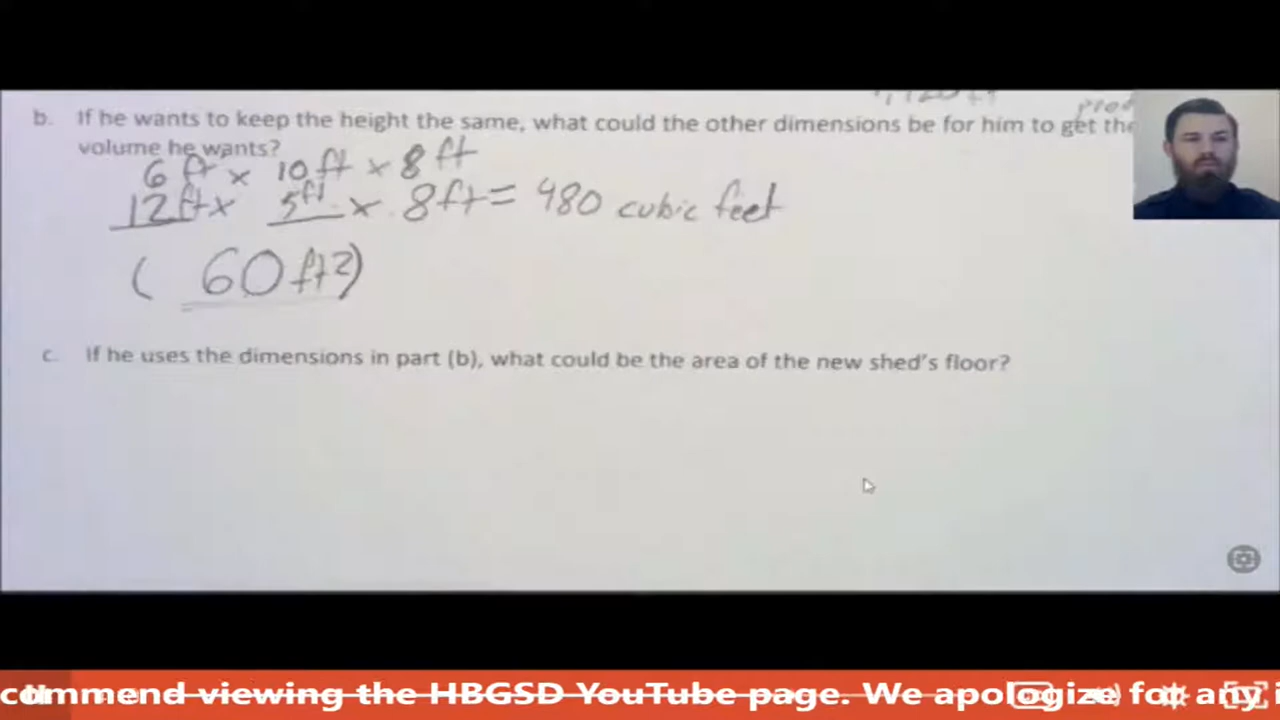 prod
b. If he wants to keep the height the same, what could the other dimensions be for him to get the
volume he wants?
6 ft x 10 ft x 8 ft
12 ft x 5 ft x 8 ft = 480 cubic feet
( 60 ft²)
c. If he uses the dimensions in part (b), what could be the area of the new shed's floor?
commend viewing the HBGSD YouTube page. We apologize for any i